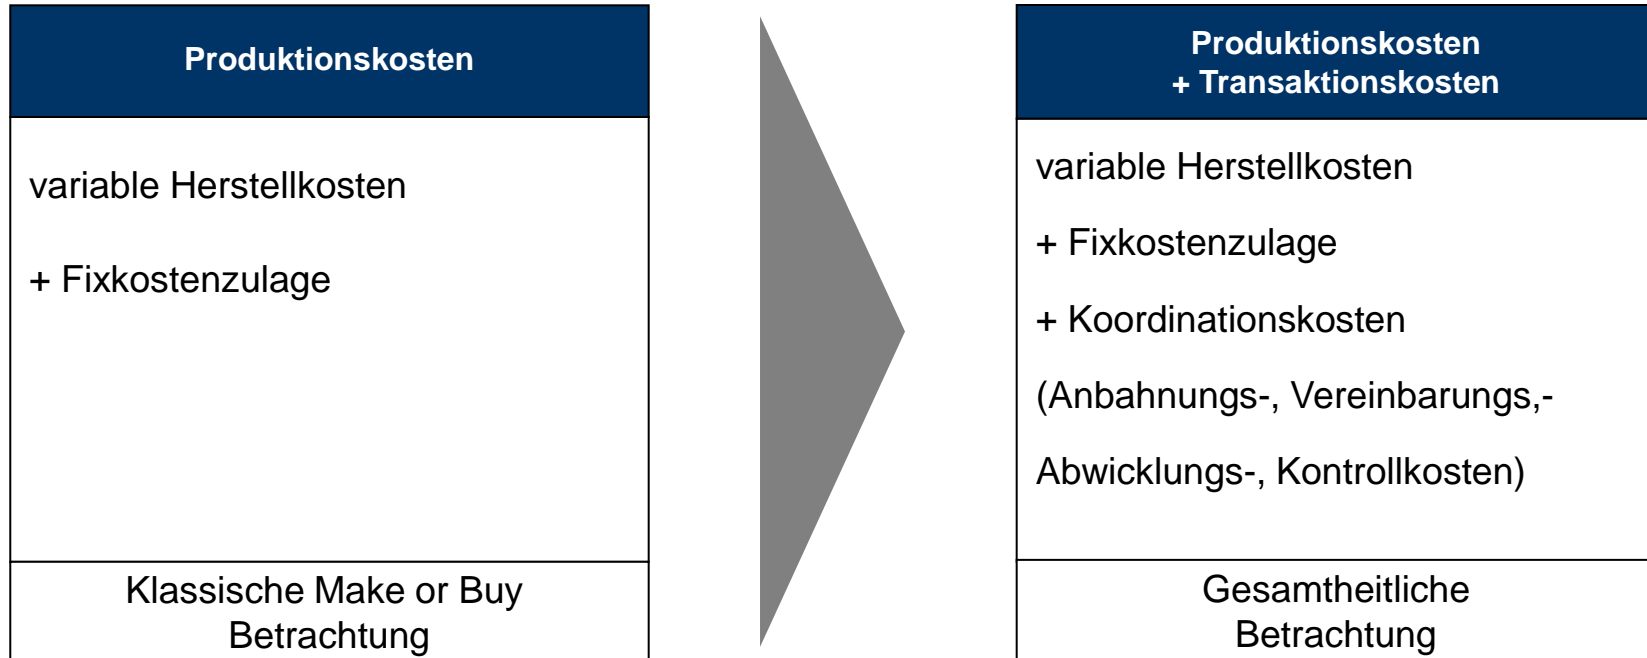 Produktionskosten
variable Herstellkosten
+ Fixkostenzulage
Klassische Make or Buy
Betrachtung
Produktionskosten
+ Transaktionskosten
variable Herstellkosten
+ Fixkostenzulage
+ Koordinationskosten
(Anbahnungs-, Vereinbarungs,-
Abwicklungs-, Kontrollkosten)
Gesamtheitliche
Betrachtung